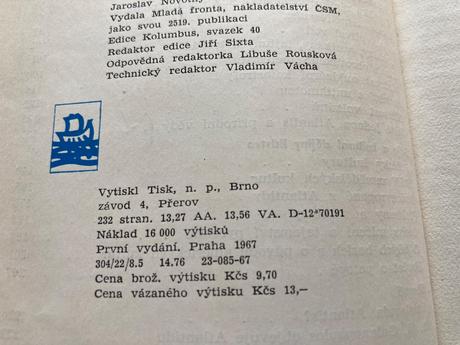 Jaroslav Novotný
Vydala Mladá fronta, nakladatelství ČSM,
jako svou 2519. publikaci
Edice Kolumbus, svazek 40
Redaktor edice Jiří Sixta
Odpovědná redaktorka Libuše Rousková
Technický redaktor Vladimír Vácha
Vytiskl Tisk, n. p., Brno
závod 4, Přerov
232 stran. 13,27 AA. 13,56 VA. D-12ª70191
Náklad 16 000 výtisků
První vydání. Praha 1967
304/22/8.5 14.76 23-085-67
Cena brož. výtisku Kčs 9,70
Cena vázaného výtisku Kčs 13,—